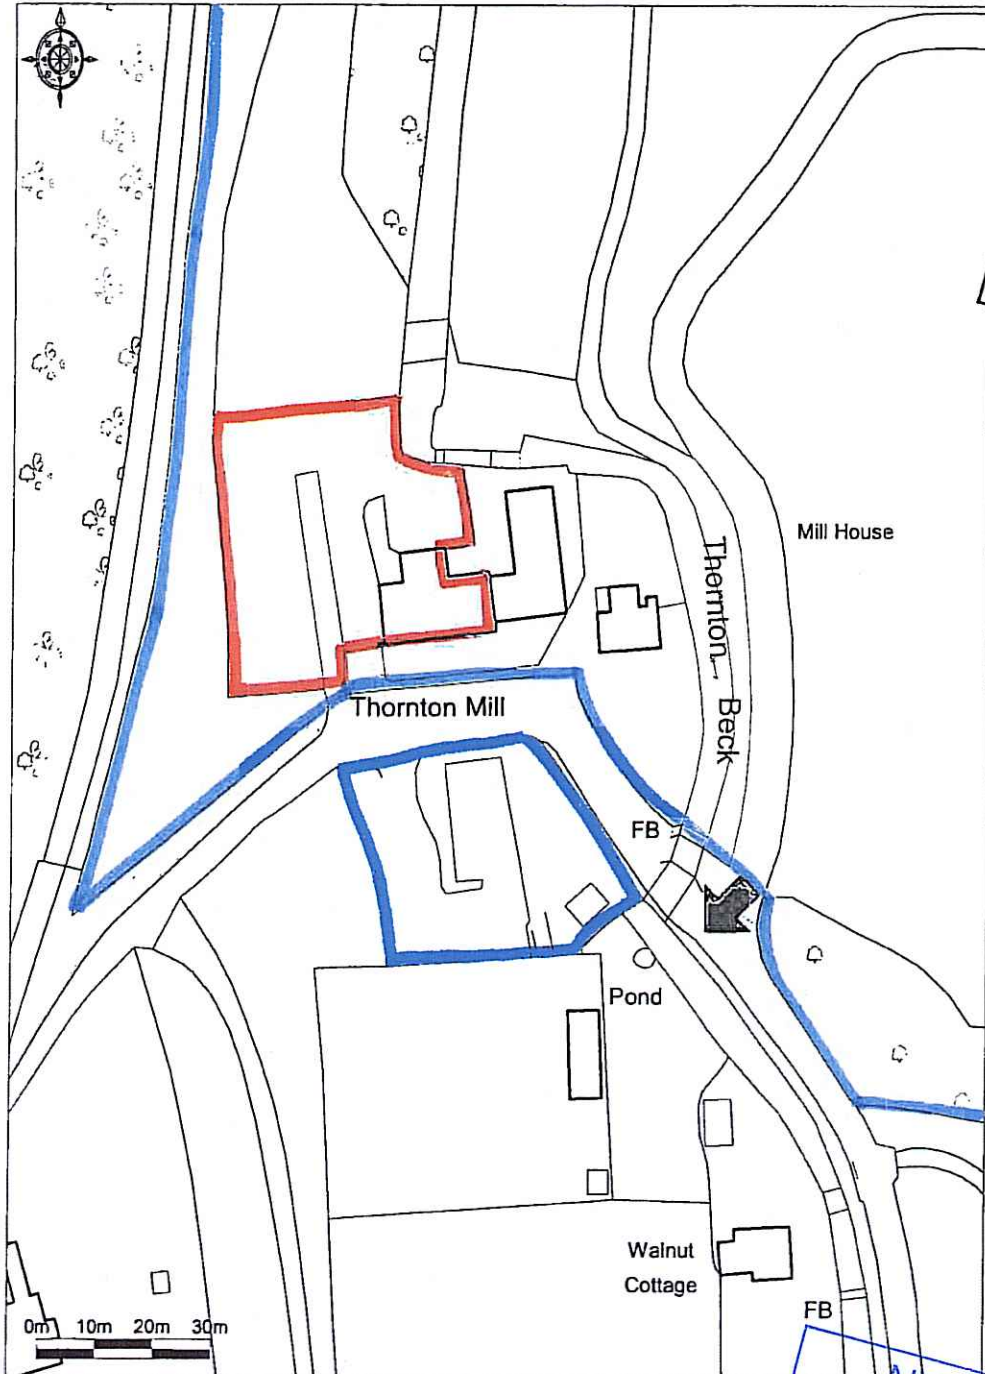 Mill House
Thornton Beck
Thornton Mill
FB
Pond
Walnut
Cottage
FB
0m 10m 20m 30m